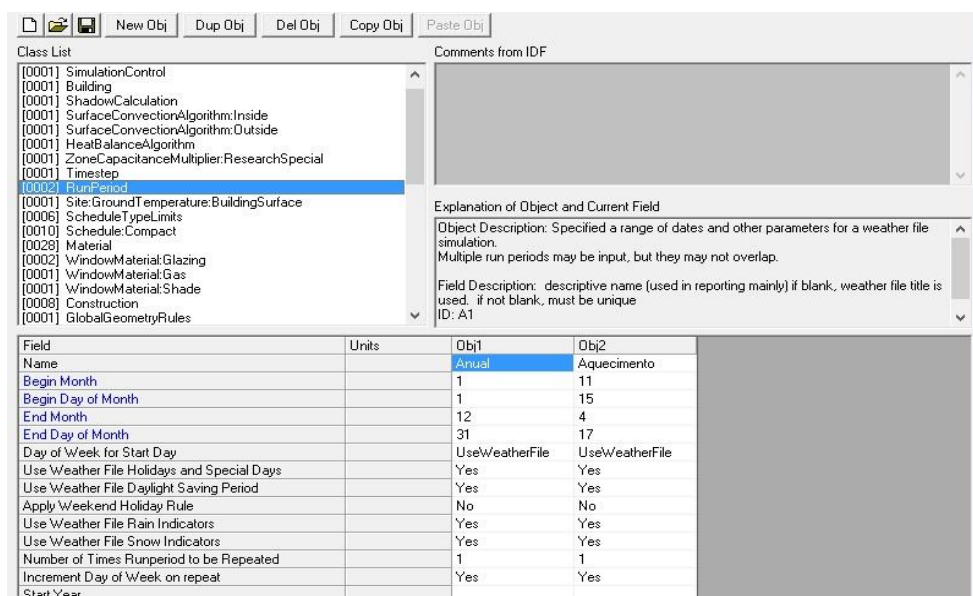 New Obj Dup Obj Del Obj Copy Obj Paste Obj
Class List
[0001] SimulationControl
[0001] Building
[0001] ShadowCalculation
[0001] SurfaceConvectionAlgorithm:Inside
[0001] SurfaceConvectionAlgorithm:Outside
[0001] HeatBalanceAlgorithm
[0001] ZoneCapacitanceMultiplier:ResearchSpecial
[0001] Timestep
[0002] RunPeriod
[0001] Site:GroundTemperature:BuildingSurface
[0006] ScheduleTypeLimits
[0010] Schedule:Compact
[0028] Material
[0002] WindowMaterial:Glazing
[0001] WindowMaterial:Gas
[0001] WindowMaterial:Shade
[0008] Construction
[0001] GlobalGeometryRules
Comments from IDF
Explanation of Object and Current Field
Object Description: Specified a range of dates and other parameters for a weather file
simulation.
Multiple run periods may be input, but they may not overlap.
Field Description: descriptive name (used in reporting mainly) if blank, weather file title is
used. if not blank, must be unique
ID: A1
Field Units Obj1 Obj2
Name Anual Aquecimento
Begin Month 1 11
Begin Day of Month 1 15
End Month 12 4
End Day of Month 31 17
Day of Week for Start Day UseWeatherFile UseWeatherFile
Use Weather File Holidays and Special Days Yes Yes
Use Weather File Daylight Saving Period Yes Yes
Apply Weekend Holiday Rule No No
Use Weather File Rain Indicators Yes Yes
Use Weather File Snow Indicators Yes Yes
Number of Times Runperiod to be Repeated 1 1
Increment Day of Week on repeat Yes Yes
Start Year